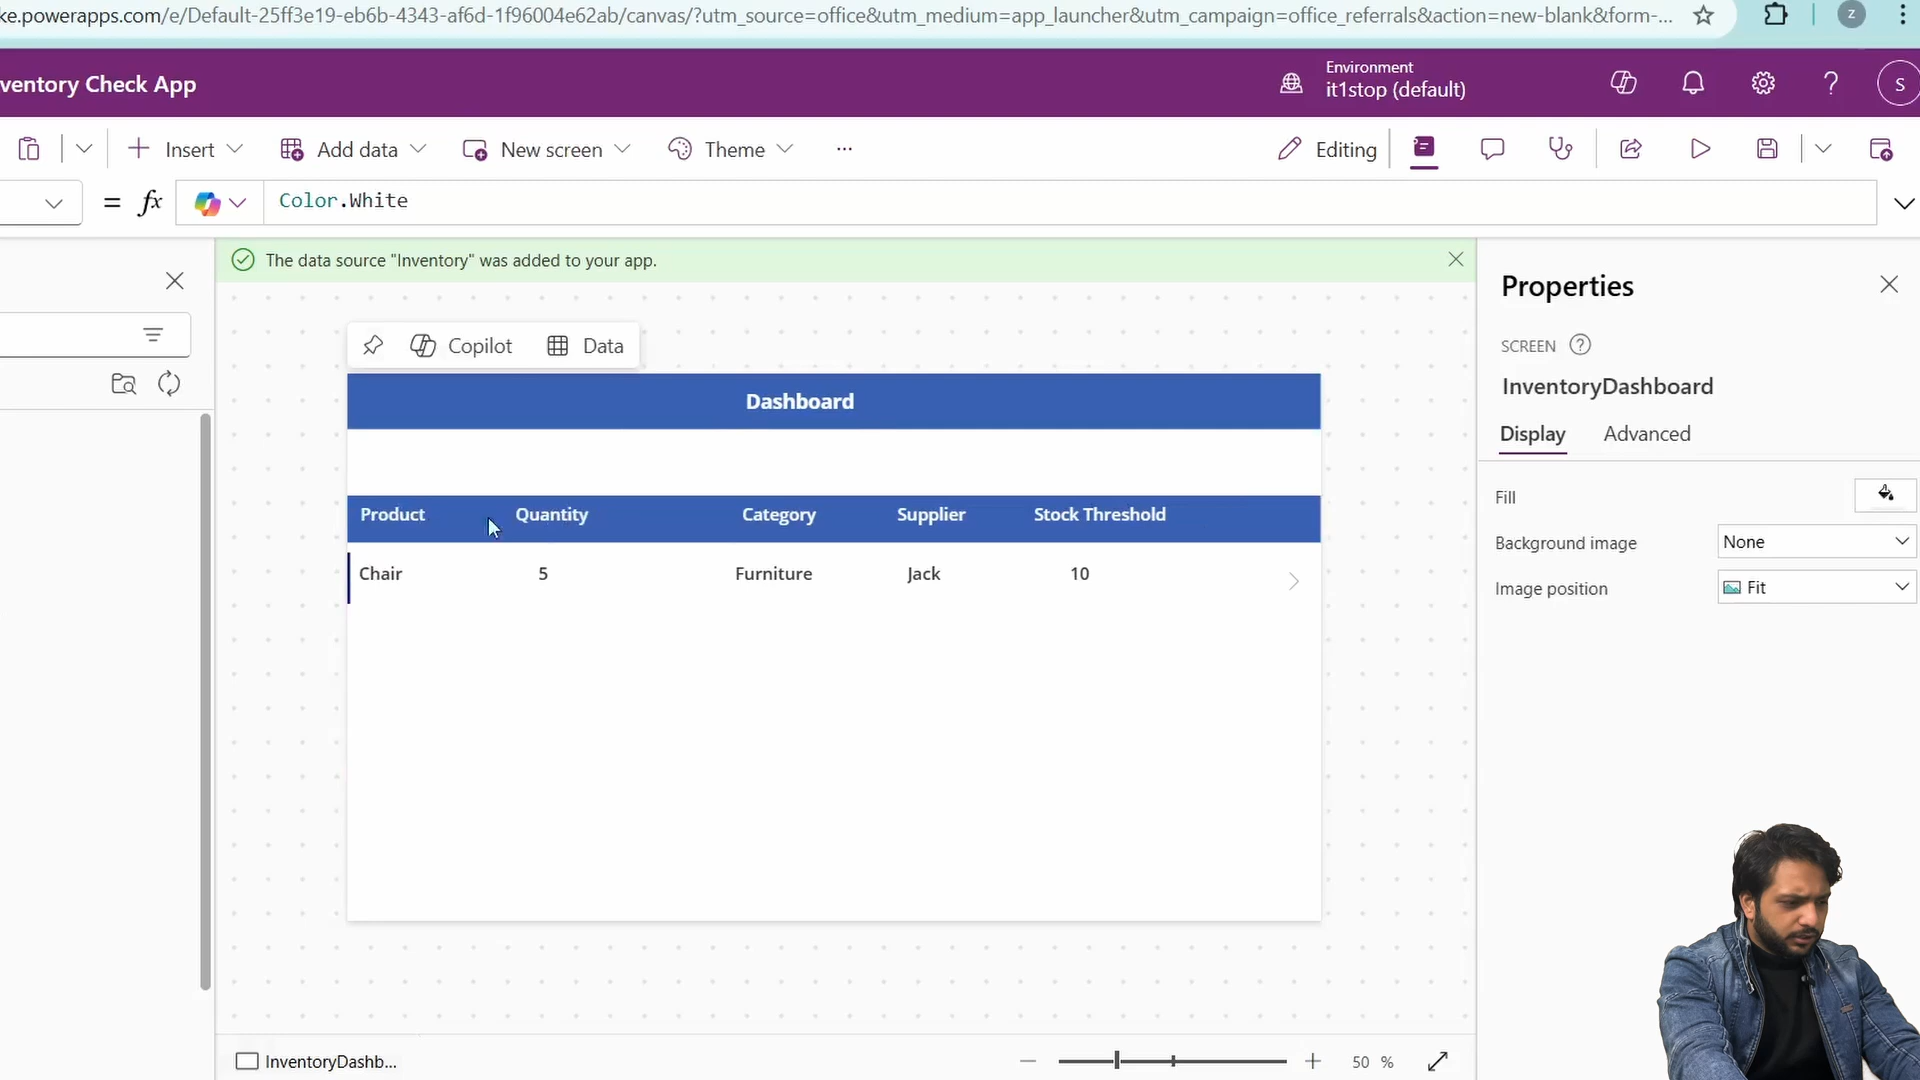 ke.powerapps.com/e/Default-25ff3e19-eb6b-4343-af6d-1f96004e62ab/canvas/?utm_source=office&utm_medium=app_launcher&utm_campaign=office_referrals&action=new-blank&form-...
z
ventory Check App
Environment
it1stop (default)
?
S
Insert
Add data
New screen
Theme
...
Editing
= fx
Color.White
The data source "Inventory" was added to your app.
Copilot
Data
Dashboard
Product Quantity Category Supplier Stock Threshold
Chair 5 Furniture Jack 10
Properties
SCREEN ?
InventoryDashboard
Display Advanced
Fill
Background image None
Image position Fit
InventoryDashb...
50 %